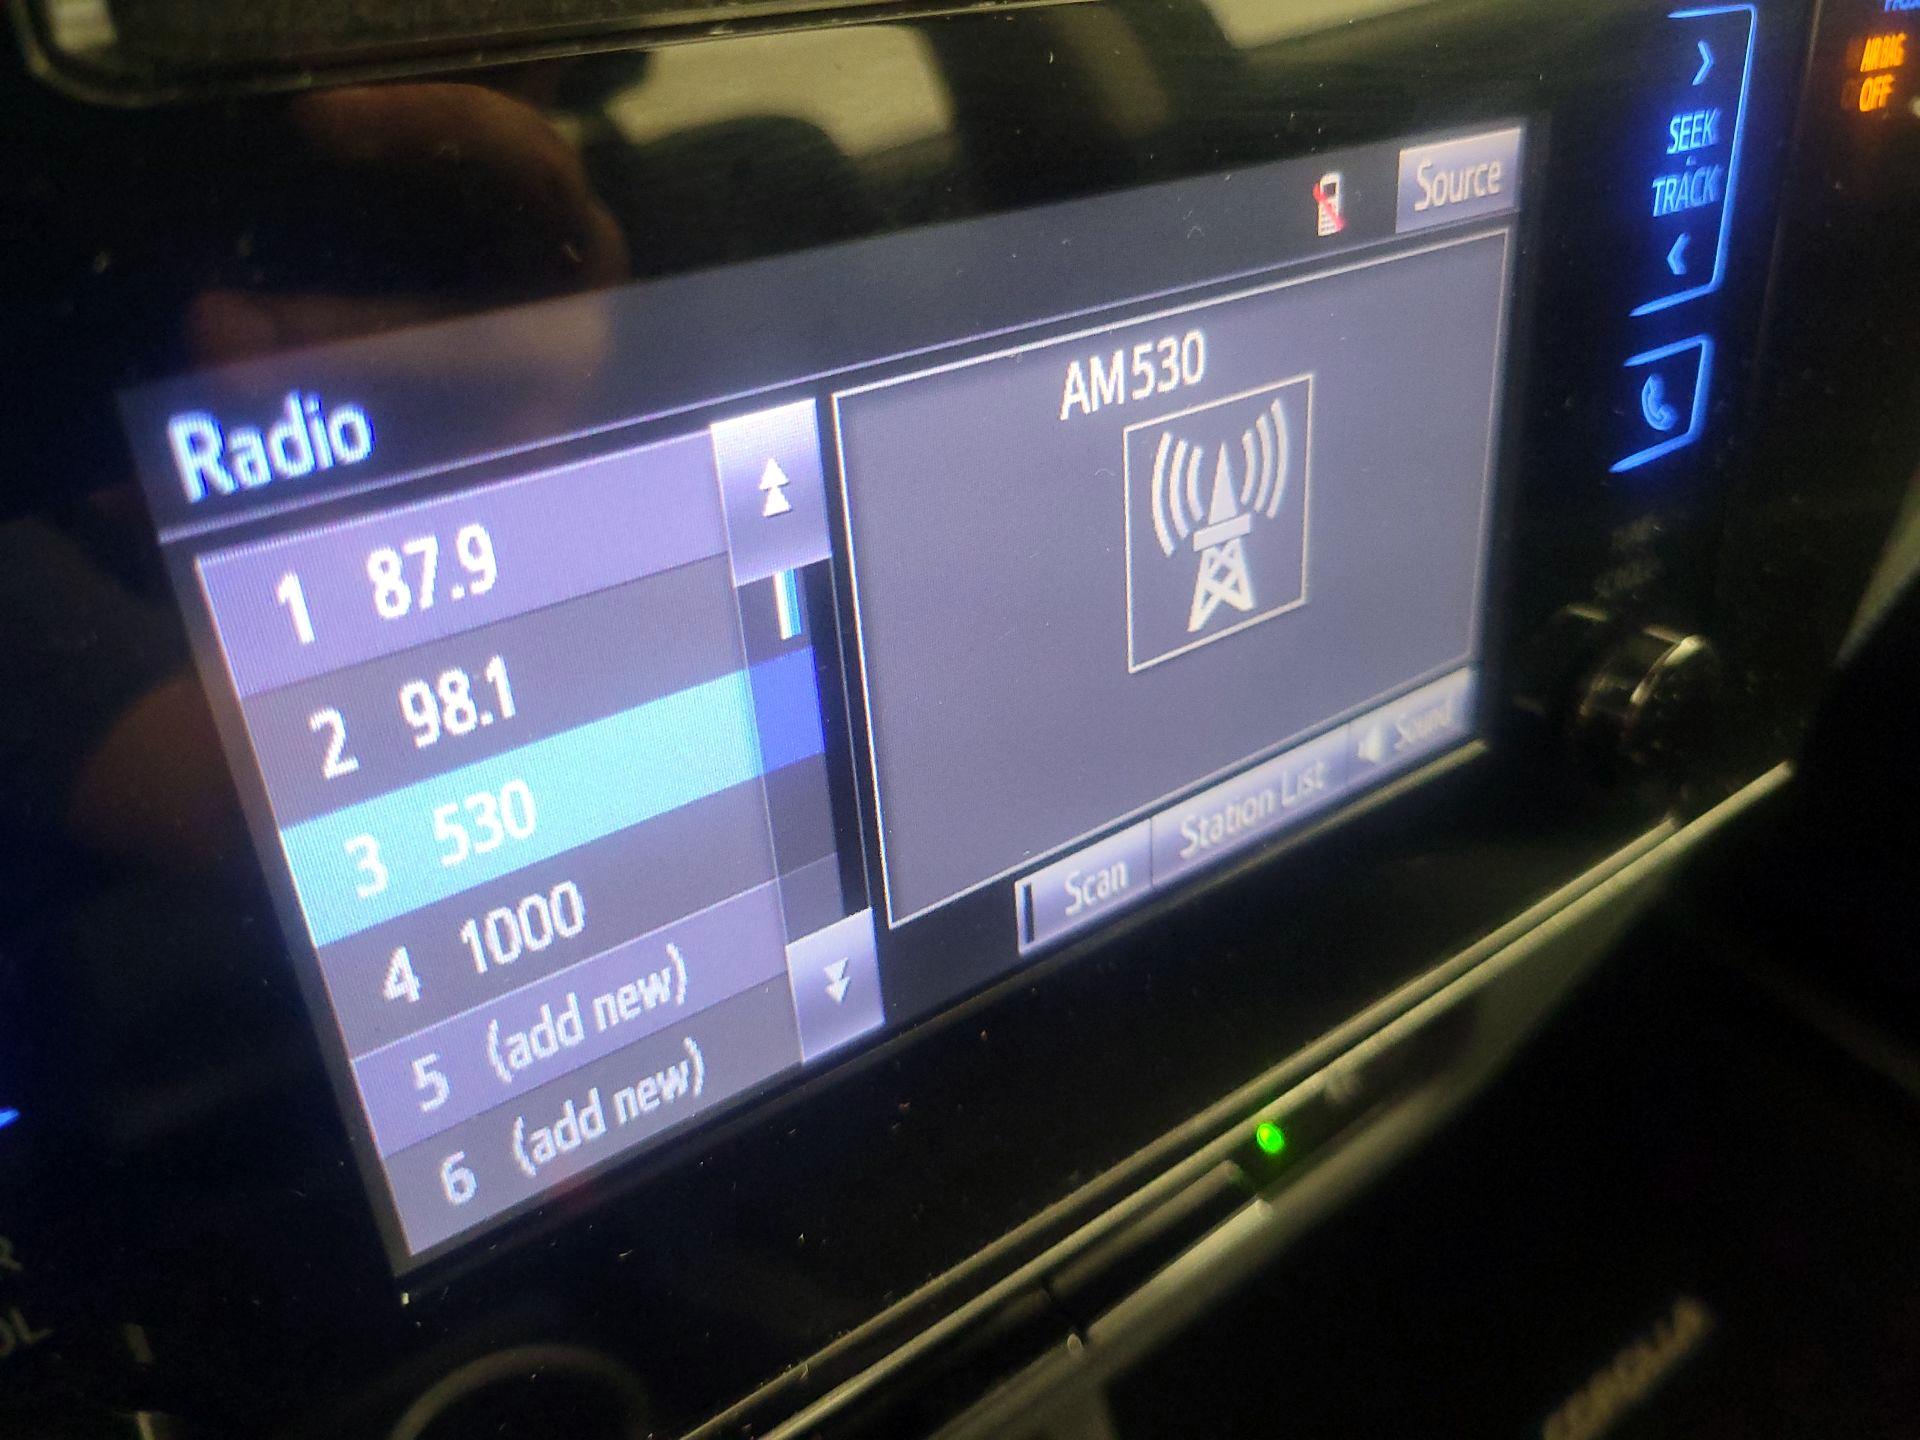 AIRBAG
OFF
SEEK
TRACK
Source
Radio
AM530
1 87.9
2 98.1
3 530
4 1000
5 (add new)
6 (add new)
Scan
Station List
Sound
COROLLA